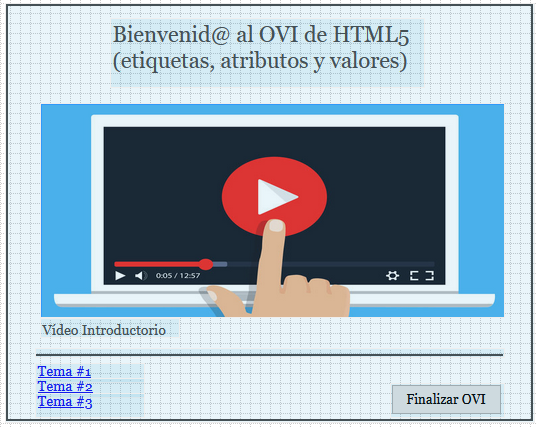 Bienvenid@ al OVI de HTML5
(etiquetas, atributos y valores)
0:05 / 12:57
Vídeo Introductorio
Tema #1
Tema #2
Tema #3
Finalizar OVI